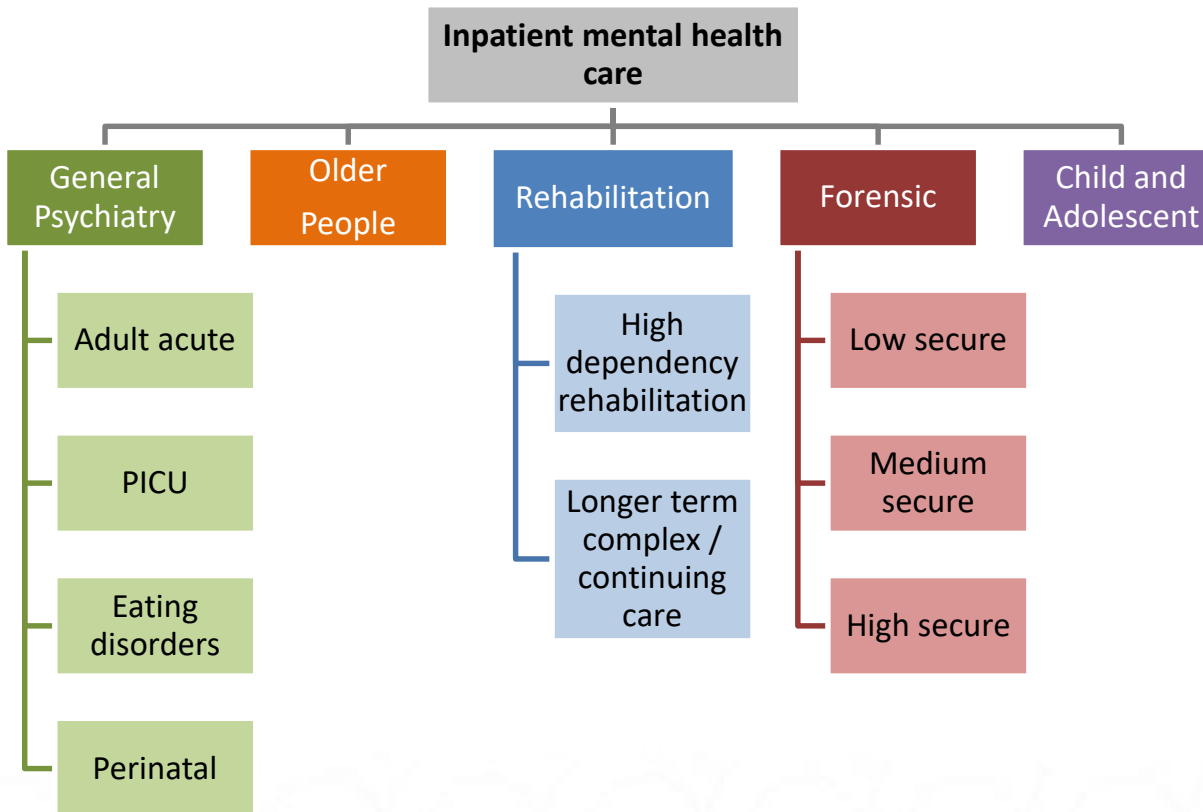 Inpatient mental health
care
General
Psychiatry
Older
People
Rehabilitation
Forensic
Child and
Adolescent
Adult acute
PICU
Eating
disorders
Perinatal
High
dependency
rehabilitation
Longer term
complex /
continuing
care
Low secure
Medium
secure
High secure